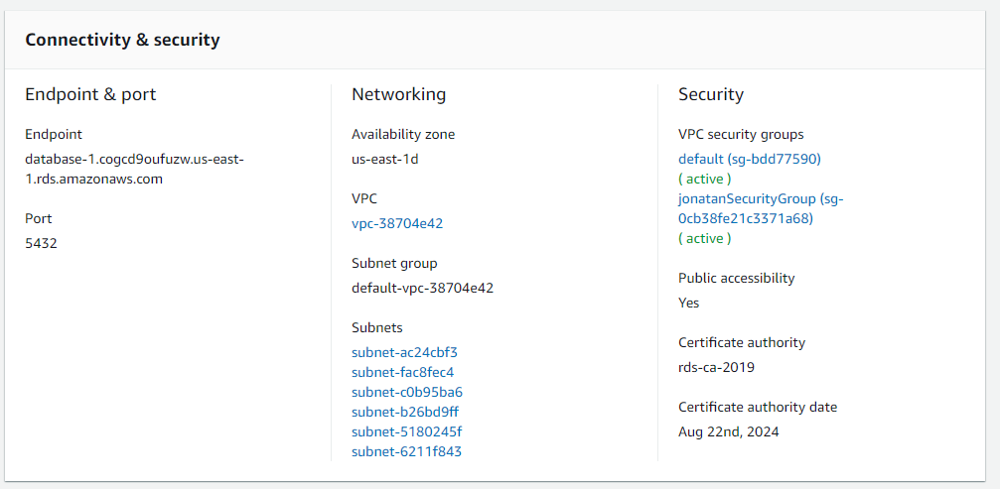 Connectivity & security
Endpoint & port
Endpoint
database-1.cogcd9oufuzw.us-east-
1.rds.amazonaws.com
Port
5432
Networking
Availability zone
us-east-1d
VPC
vpc-38704e42
Subnet group
default-vpc-38704e42
Subnets
subnet-ac24cbf3
subnet-fac8fec4
subnet-c0b95ba6
subnet-b26bd9ff
subnet-5180245f
subnet-6211f843
Security
VPC security groups
default (sg-bdd77590)
( active )
jonatanSecurityGroup (sg-
0cb38fe21c3371a68)
( active )
Public accessibility
Yes
Certificate authority
rds-ca-2019
Certificate authority date
Aug 22nd, 2024